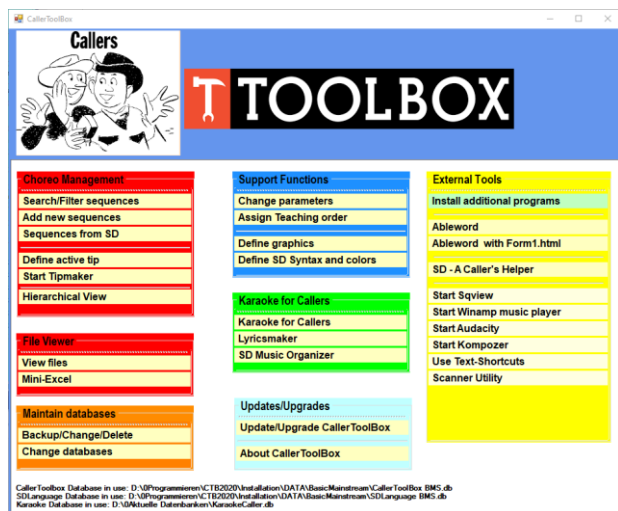 CallerToolBox
Callers
T TOOLBOX
Choreo Management
Search/Filter sequences
Add new sequences
Sequences from SD
Define active tip
Start Tipmaker
Hierarchical View
File Viewer
View files
Mini-Excel
Maintain databases
Backup/Change/Delete
Change databases
Support Functions
Change parameters
Assign Teaching order
Define graphics
Define SD Syntax and colors
Karaoke for Callers
Karaoke for Callers
Lyricsmaker
SD Music Organizer
Updates/Upgrades
Update/Upgrade CallerToolBox
About CallerToolBox
External Tools
Install additional programs
Ableword
Ableword with Form1.html
SD - A Caller's Helper
Start Sqview
Start Winamp music player
Start Audacity
Start Kompozer
Use Text-Shortcuts
Scanner Utility
CallerToolbox Database in use: D:\0Programmieren\CTB2020\Installation\DATA\BasicMainstream\CallerToolBox BMS.db
SDLanguage Database in use: D:\0Programmieren\CTB2020\Installation\DATA\BasicMainstream\SDLanguage BMS.db
Karaoke Database in use: D:\0Aktuelle Datenbanken\KaraokeCaller.db